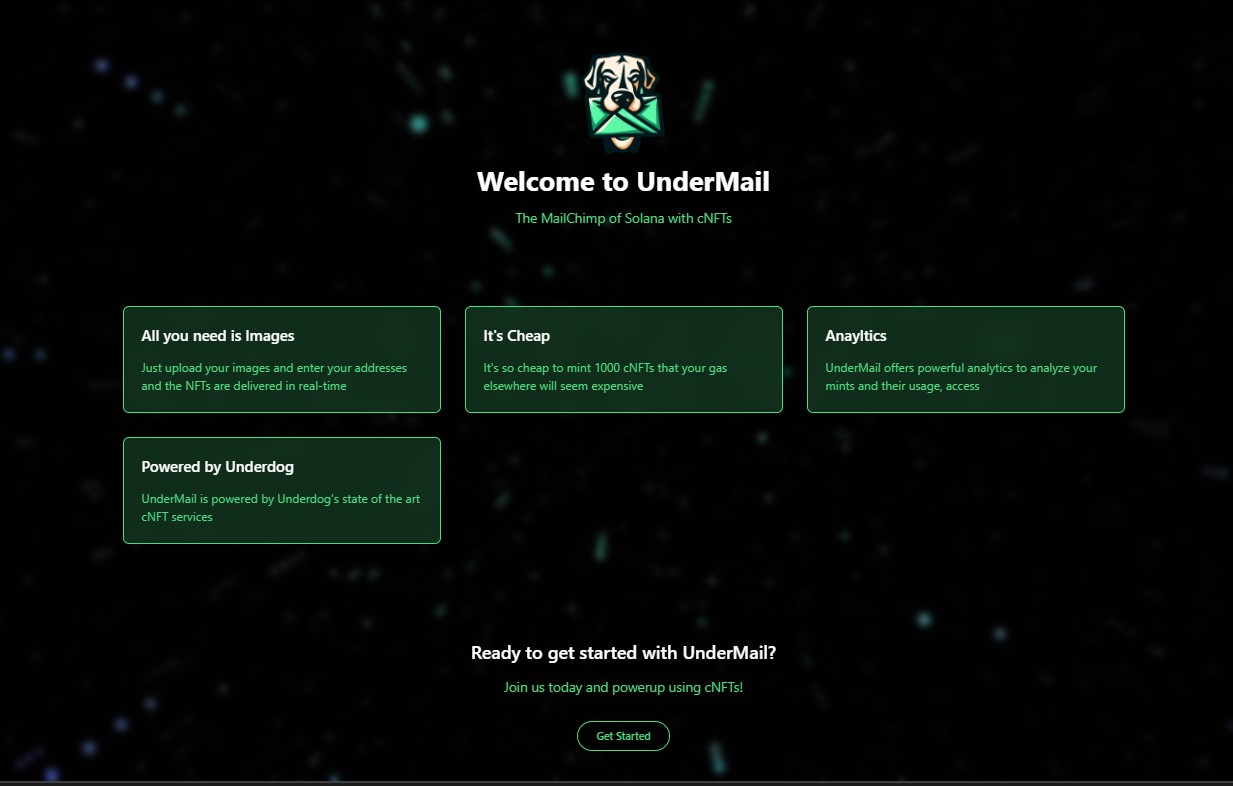 Welcome to UnderMail
The MailChimp of Solana with cNFTs
All you need is Images
Just upload your images and enter your addresses
and the NFTs are delivered in real-time
It's Cheap
It's so cheap to mint 1000 cNFTs that your gas
elsewhere will seem expensive
Anayltics
UnderMail offers powerful analytics to analyze your
mints and their usage, access
Powered by Underdog
UnderMail is powered by Underdog's state of the art
cNFT services
Ready to get started with UnderMail?
Join us today and powerup using cNFTs!
Get Started